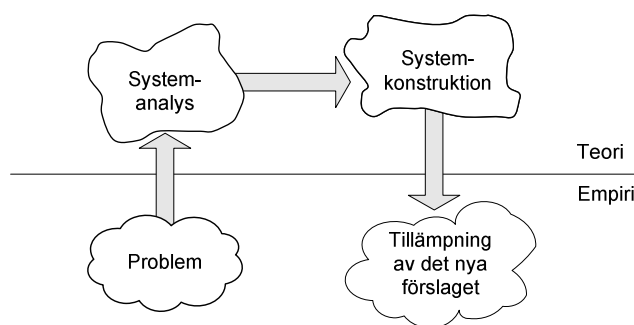 System-
analys
System-
konstruktion
Teori
Empiri
Problem
Tillämpning
av det nya
förslaget